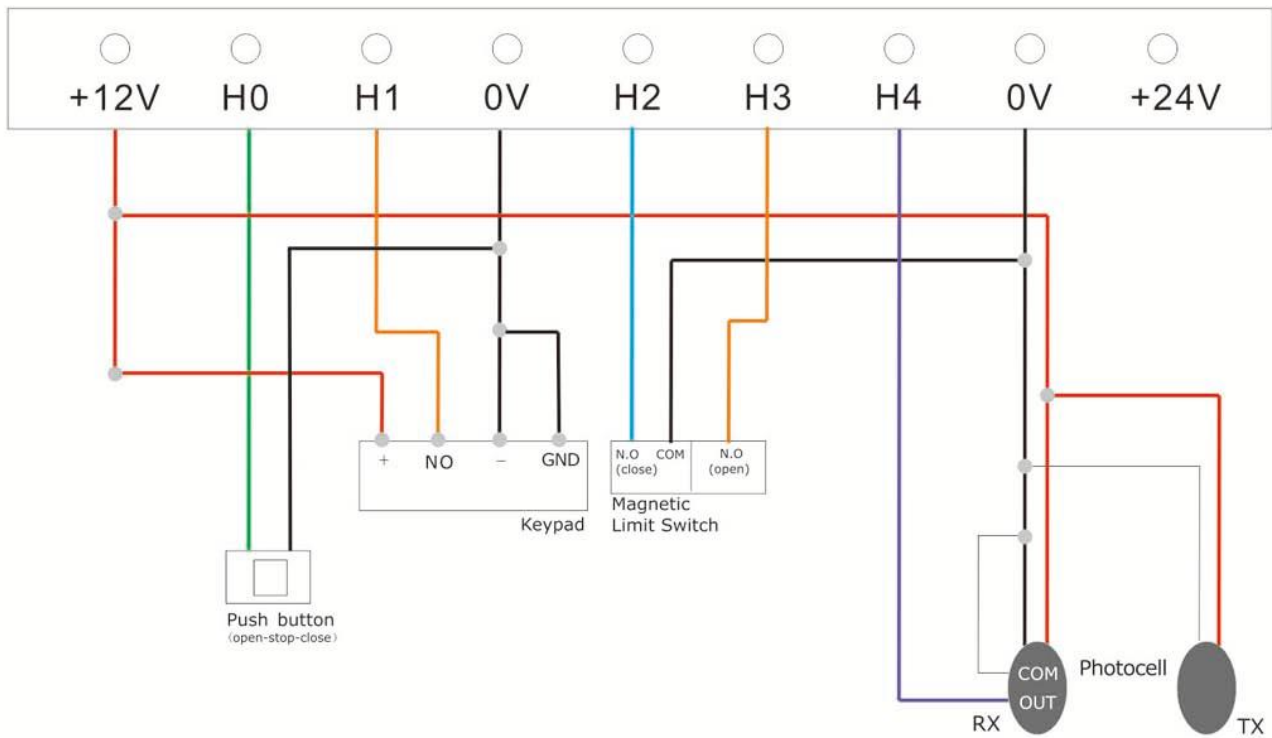 +12V H0 H1 0V H2 H3 H4 0V +24V
+ NO − GND
Keypad
N.O COM N.O
(close) (open)
Magnetic
Limit Switch
Push button
(open-stop-close)
COM
OUT
RX
Photocell
TX